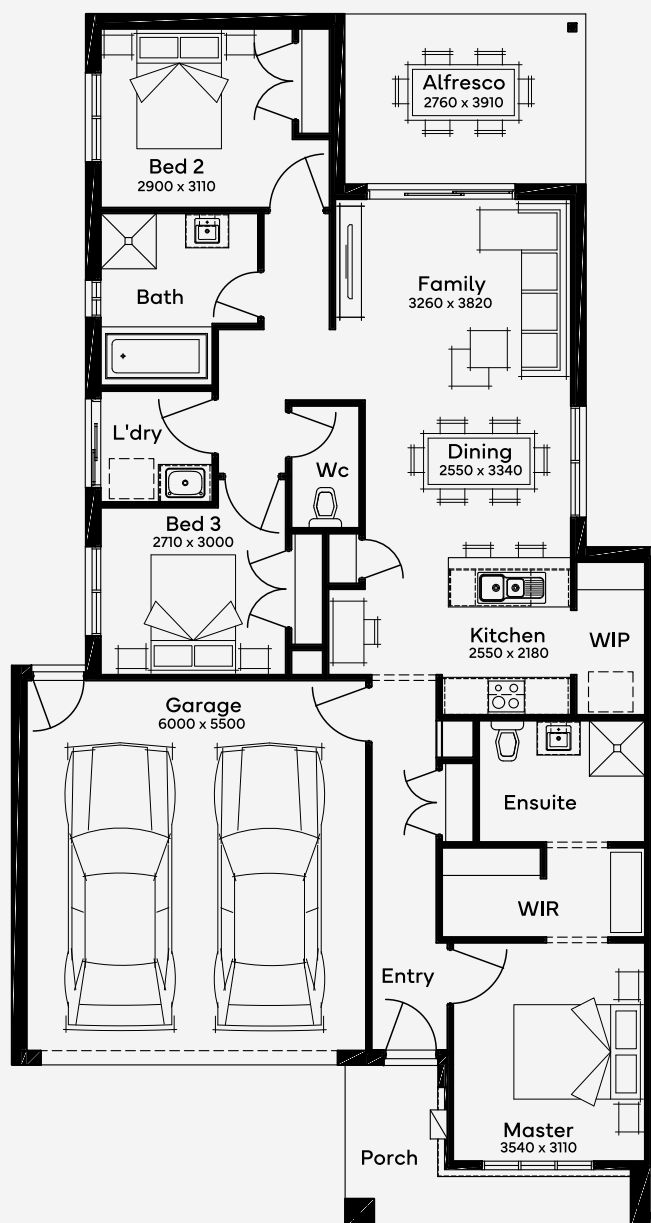 Alfresco
2760 x 3910
Bed 2
2900 x 3110
Family
3260 x 3820
Bath
L'dry
Wc
Dining
2550 x 3340
Bed 3
2710 x 3000
Kitchen
2550 x 2180
WIP
Garage
6000 x 5500
Ensuite
WIR
Entry
Master
3540 x 3110
Porch